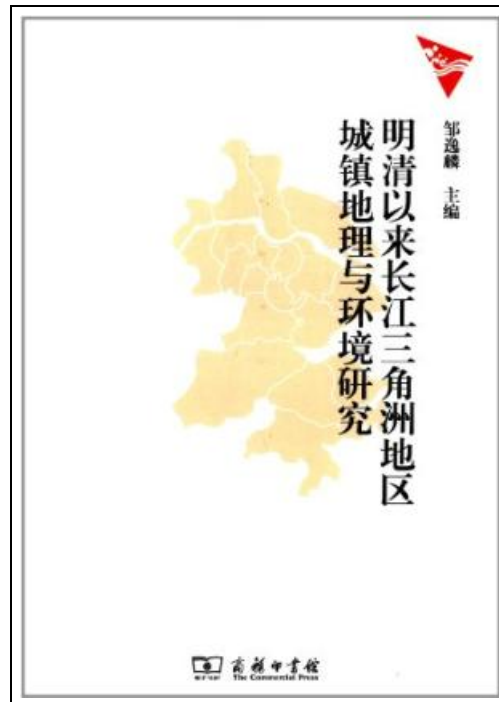 邹逸麟 主编
明清以来长江三角洲地区
城镇地理与环境研究
商务印书馆
The Commercial Press